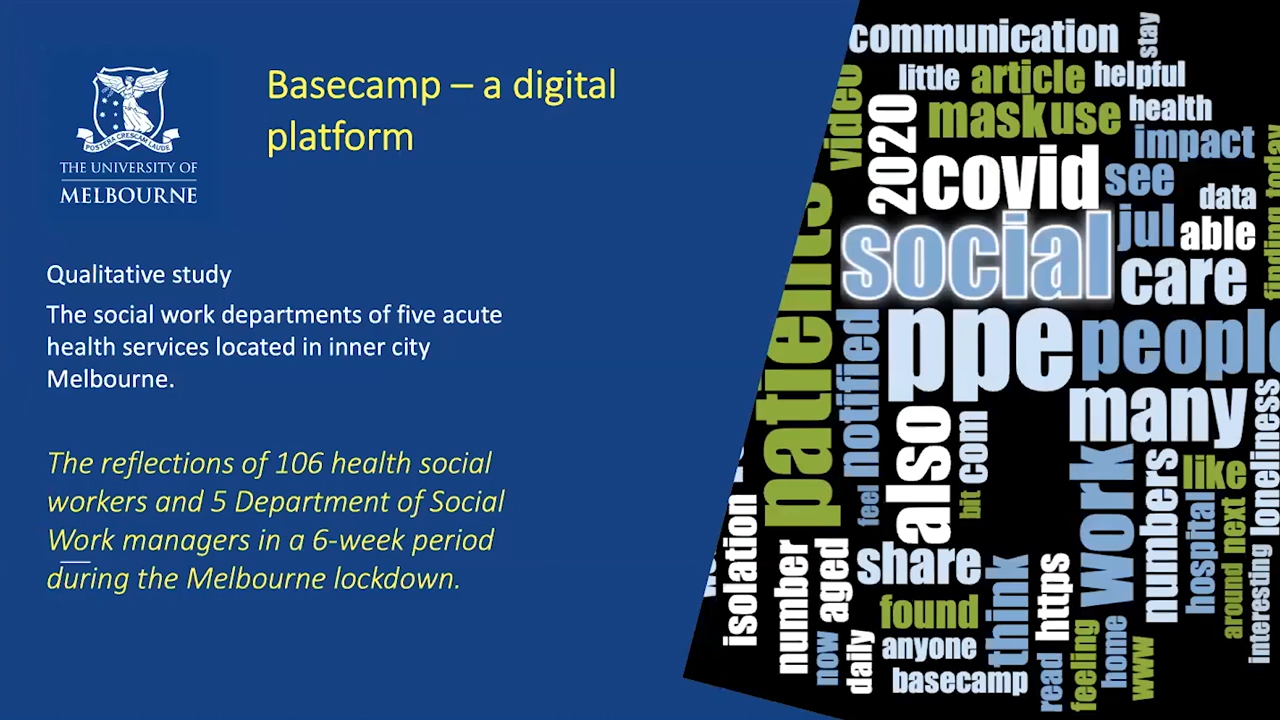 POSTERA CRESCAM LAUDE
THE UNIVERSITY OF
MELBOURNE
Basecamp – a digital
platform
Qualitative study
The social work departments of five acute
health services located in inner city
Melbourne.
The reflections of 106 health social
workers and 5 Department of Social
Work managers in a 6-week period
during the Melbourne lockdown.
communication
stay
little
article
helpful
video
2020
mask
use
health
impact
covid
see
data
finding
today
social
jul
able
patients
care
notified
ppe
people
many
also
com
feel
bit
work
numbers
like
loneliness
isolation
number
aged
share
think
https
hospital
next
around
interesting
found
now
daily
anyone
basecamp
read
feeling
home
www